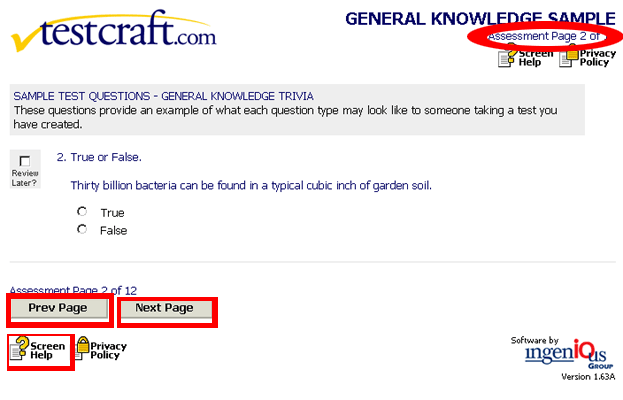 testcraft.com
GENERAL KNOWLEDGE SAMPLE
Assessment Page 2 of
Screen Help
Privacy Policy
SAMPLE TEST QUESTIONS - GENERAL KNOWLEDGE TRIVIA
These questions provide an example of what each question type may look like to someone taking a test you
have created.
Review Later?
2. True or False.
Thirty billion bacteria can be found in a typical cubic inch of garden soil.
True
False
Assessment Page 2 of 12
Prev Page
Next Page
Screen Help
Privacy Policy
Software by
ingenIQus
GROUP
Version 1.63A